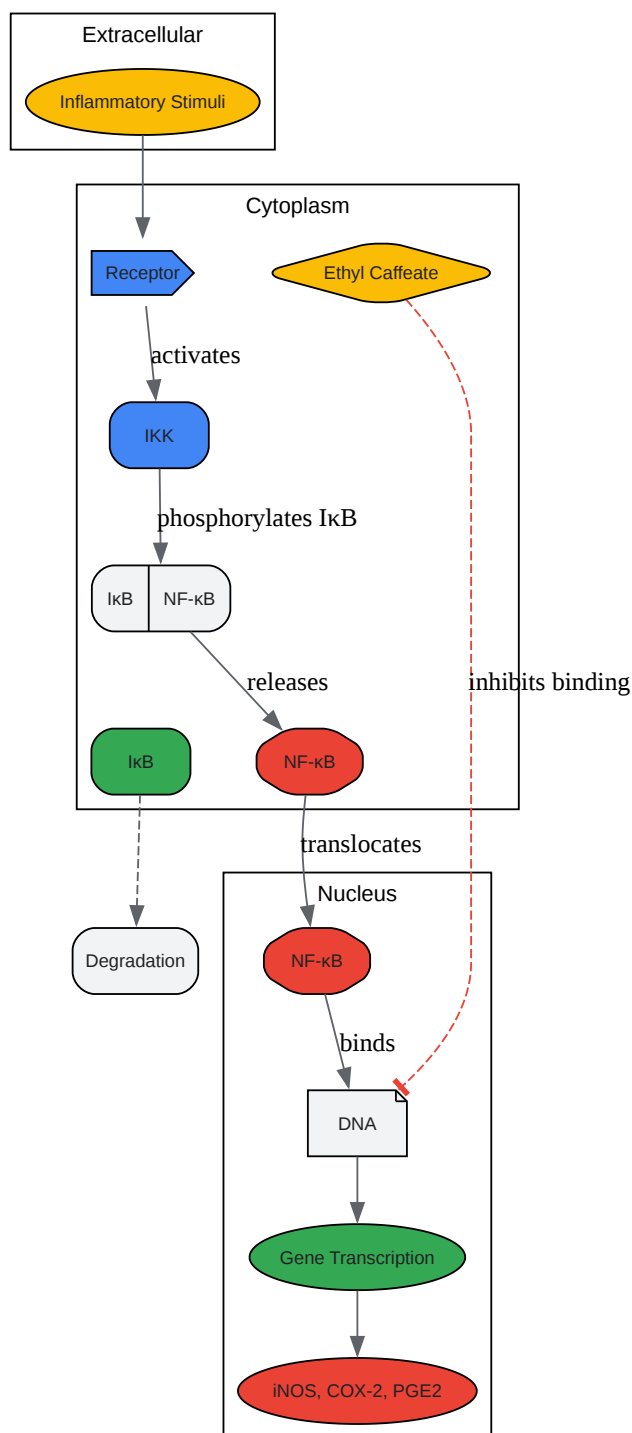 Extracellular
Inflammatory Stimuli
Cytoplasm
Receptor
Ethyl Caffeate
activates
IKK
phosphorylates IκB
IκB
NF-κB
releases
inhibits binding
IκB
NF-κB
translocates
Nucleus
Degradation
NF-κB
binds
DNA
Gene Transcription
iNOS, COX-2, PGE2